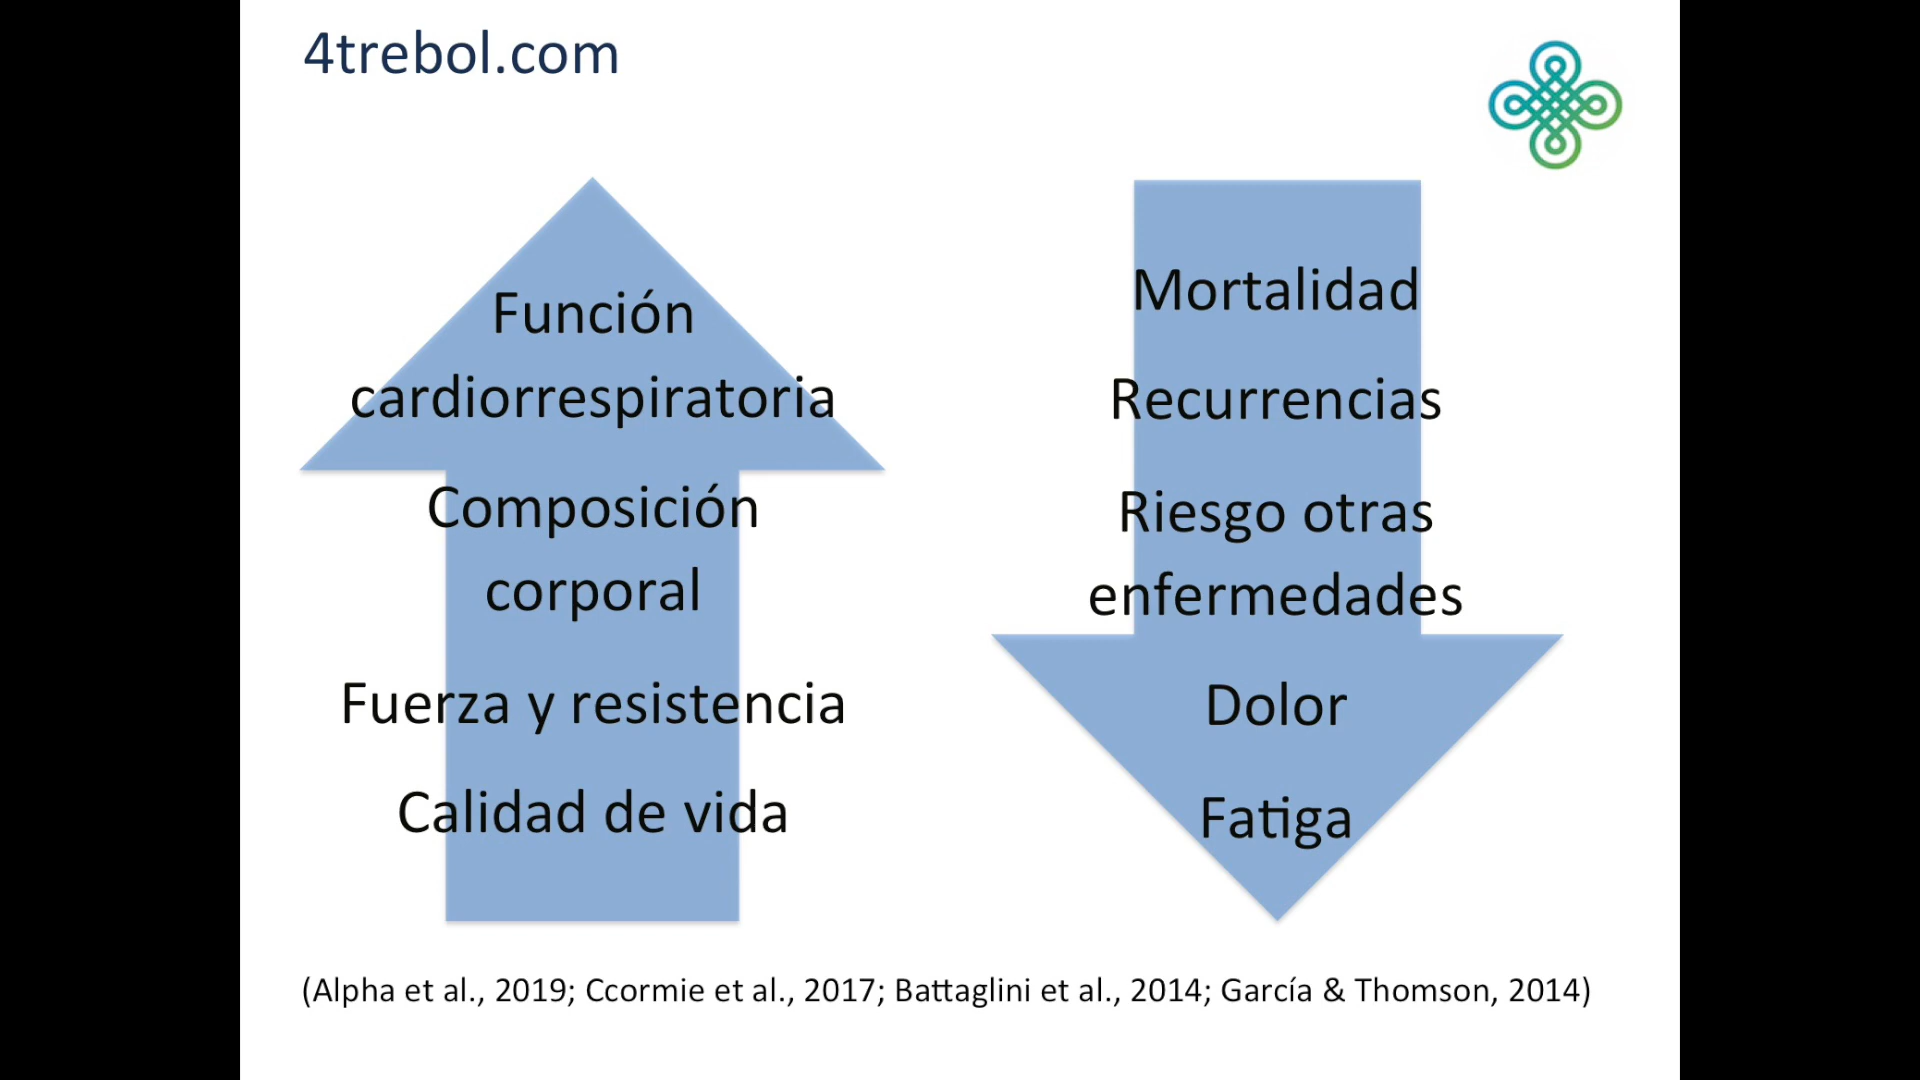 4trebol.com
Función
cardiorrespiratoria
Composición
corporal
Fuerza y resistencia
Calidad de vida
Mortalidad
Recurrencias
Riesgo otras
enfermedades
Dolor
Fatiga
(Alpha et al., 2019; Ccormie et al., 2017; Battaglini et al., 2014; García & Thomson, 2014)